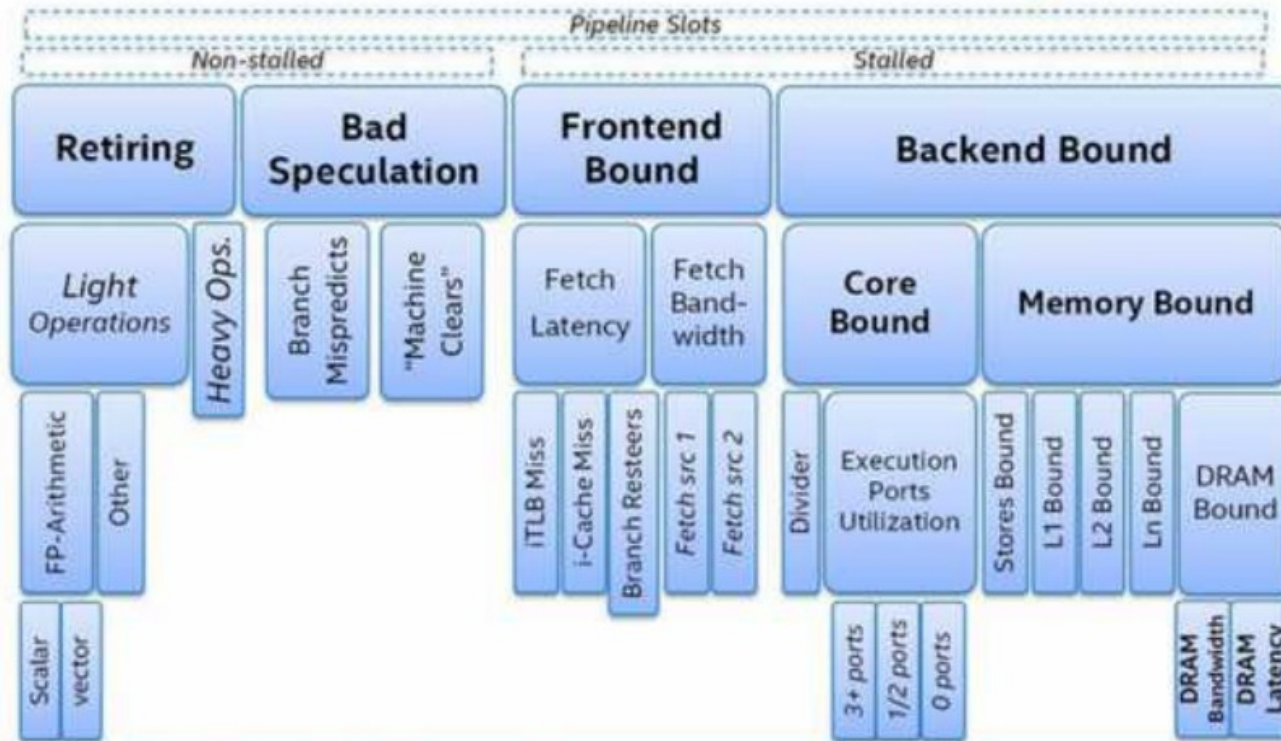 Pipeline Slots
Non-stalled
Stalled
Retiring
Bad
Speculation
Frontend
Bound
Backend Bound
Light
Operations
Heavy Ops.
Branch
Mispredicts
"Machine
Clears"
Fetch
Latency
Fetch
Band-
width
Core
Bound
Memory Bound
FP-Arithmetic
Other
iTLB Miss
i-Cache Miss
Branch Resteers
Fetch src 1
Fetch src 2
Divider
Execution
Ports
Utilization
Stores Bound
L1 Bound
L2 Bound
Ln Bound
DRAM
Bound
Scalar
vector
3+ ports
1/2 ports
0 ports
DRAM
Bandwidth
DRAM
Latency